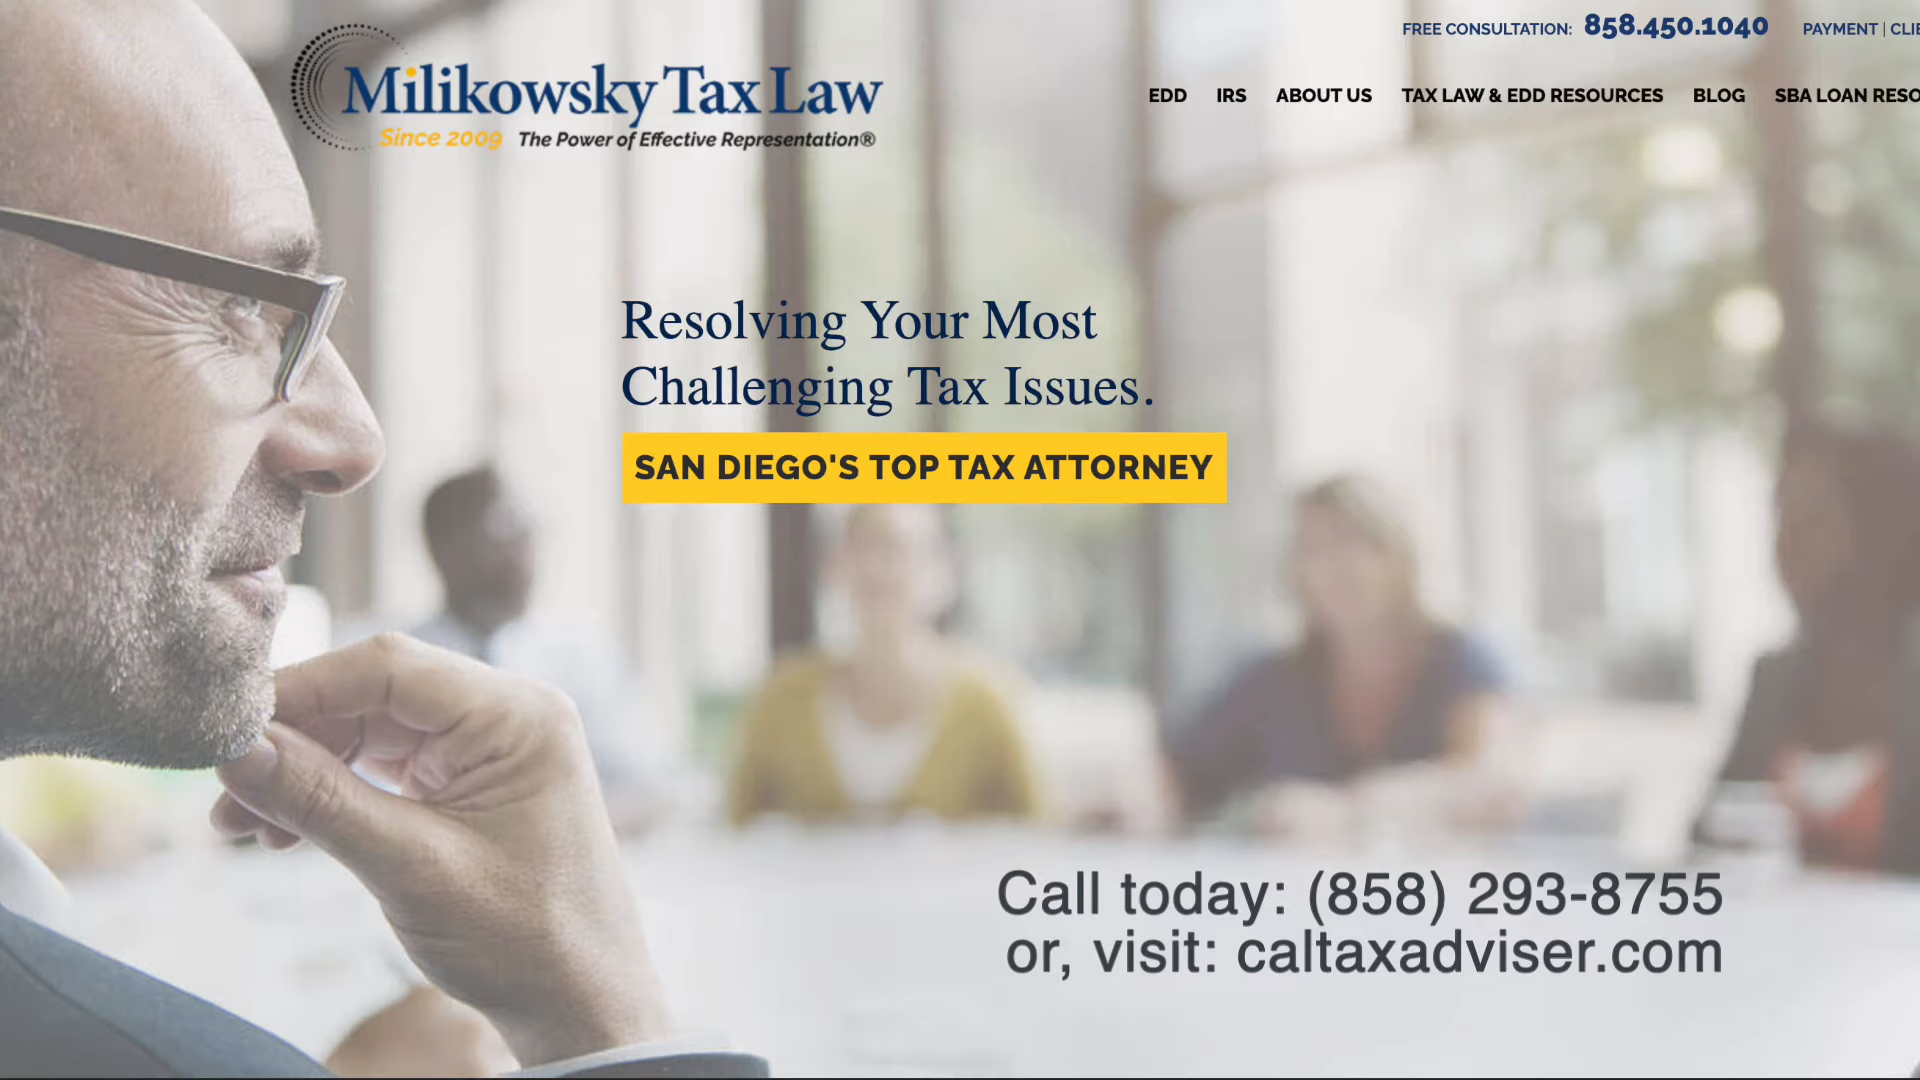 FREE CONSULTATION: 858.450.1040 PAYMENT | CLIE
Milikowsky Tax Law
Since 2009 The Power of Effective Representation®
EDD IRS ABOUT US TAX LAW & EDD RESOURCES BLOG SBA LOAN RESO
Resolving Your Most
Challenging Tax Issues.
SAN DIEGO'S TOP TAX ATTORNEY
Call today: (858) 293-8755
or, visit: caltaxadviser.com